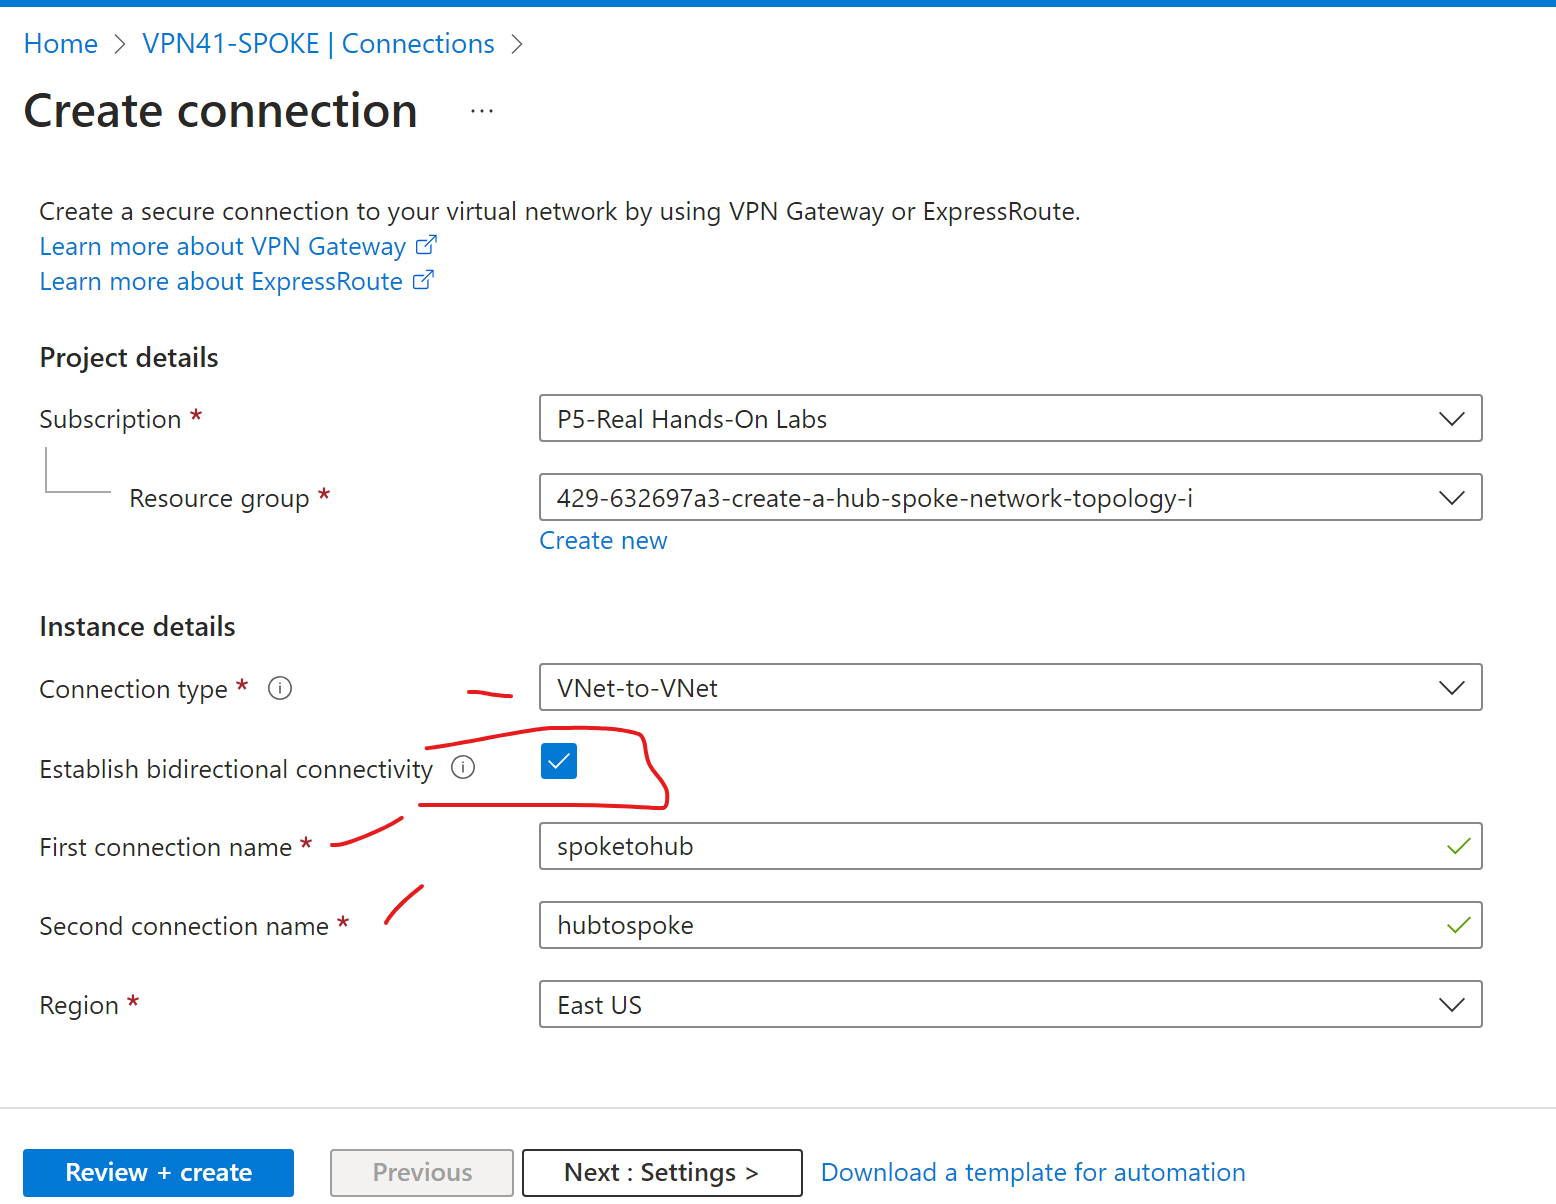 Home > VPN41-SPOKE | Connections >
Create connection ...
Create a secure connection to your virtual network by using VPN Gateway or ExpressRoute.
Learn more about VPN Gateway
Learn more about ExpressRoute
Project details
Subscription * P5-Real Hands-On Labs
Resource group * 429-632697a3-create-a-hub-spoke-network-topology-i
Create new
Instance details
Connection type * VNet-to-VNet
Establish bidirectional connectivity
First connection name * spoketohub
Second connection name * hubtospoke
Region * East US
Review + create Previous Next : Settings > Download a template for automation